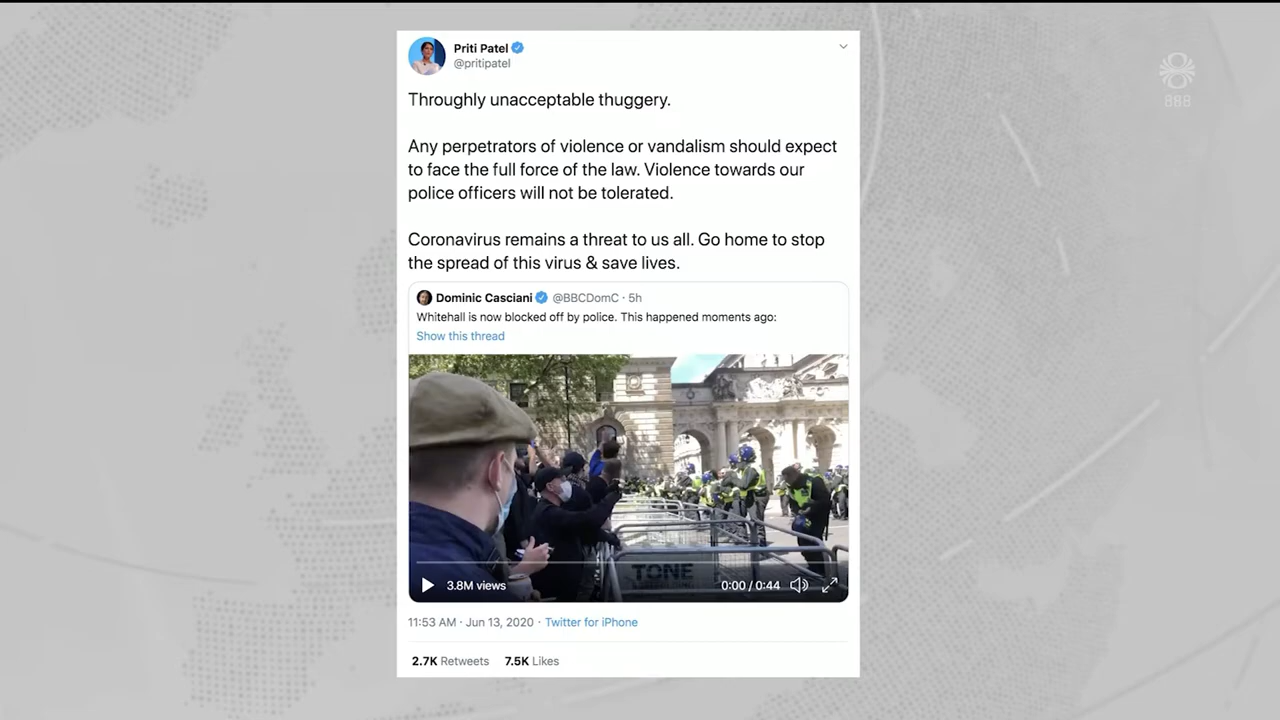 Priti Patel
@pritipatel
888
Throughly unacceptable thuggery.
Any perpetrators of violence or vandalism should expect
to face the full force of the law. Violence towards our
police officers will not be tolerated.
Coronavirus remains a threat to us all. Go home to stop
the spread of this virus & save lives.
Dominic Casciani @BBCDomC · 5h
Whitehall is now blocked off by police. This happened moments ago:
Show this thread
TONE
3.8M views
0:00 / 0:44
11:53 AM · Jun 13, 2020 · Twitter for iPhone
2.7K Retweets 7.5K Likes